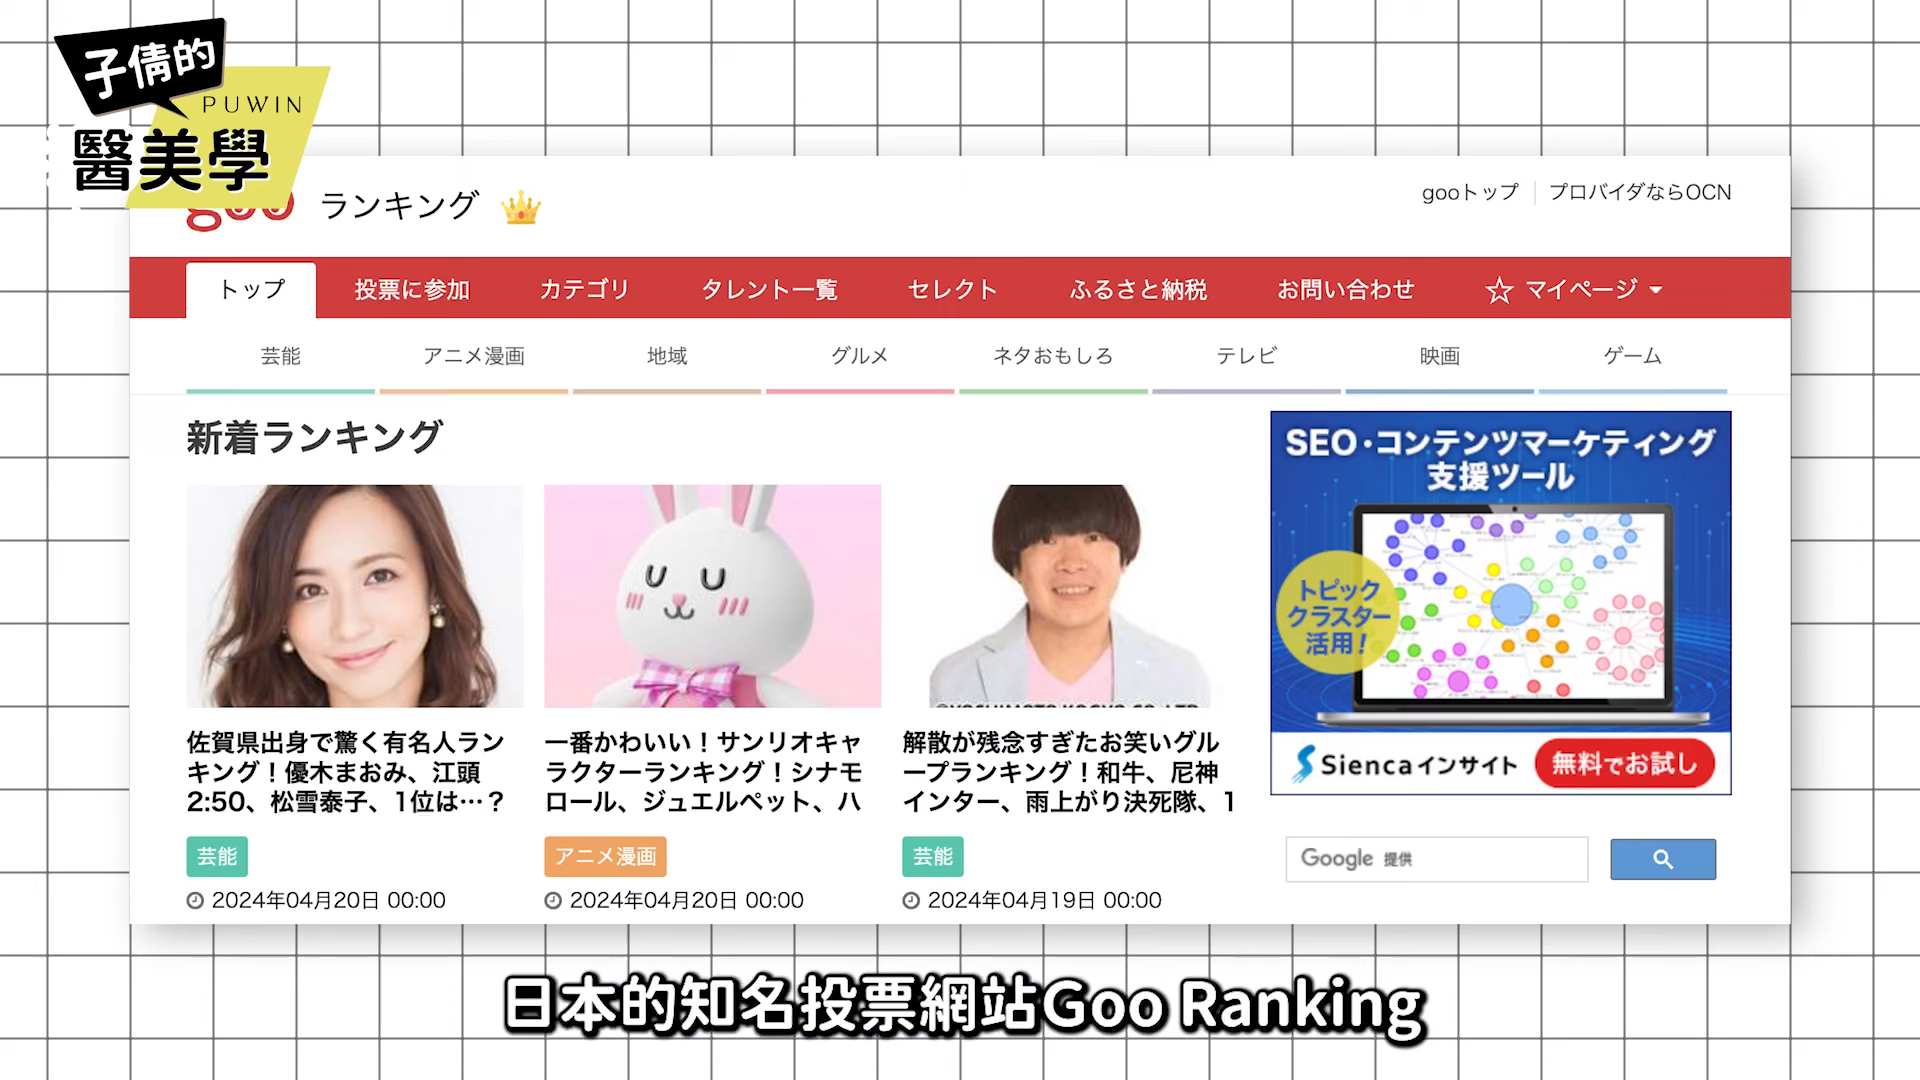 子倩的
PUWIN
醫美學
goo ランキング
gooトップ
プロバイダならOCN
トップ
投票に参加
カテゴリ
タレント一覧
セレクト
ふるさと納税
お問い合わせ
マイページ
芸能
アニメ漫画
地域
グルメ
ネタおもしろ
テレビ
映画
ゲーム
新着ランキング
佐賀県出身で驚く有名人ラン
キング！優木まおみ、江頭
2:50、松雪泰子、1位は…？
芸能
2024年04月20日 00:00
一番かわいい！サンリオキャ
ラクターランキング！シナモ
ロール、ジュエルペット、ハ
アニメ漫画
2024年04月20日 00:00
©YOSHIMOTO KOGYO CO.,LTD.
解散が残念すぎたお笑いグル
ープランキング！和牛、尼神
インター、雨上がり決死隊、1
芸能
2024年04月19日 00:00
SEO・コンテンツマーケティング
支援ツール
トピック
クラスター
活用！
Siencaインサイト
無料でお試し
Google 提供
日本的知名投票網站Goo Ranking